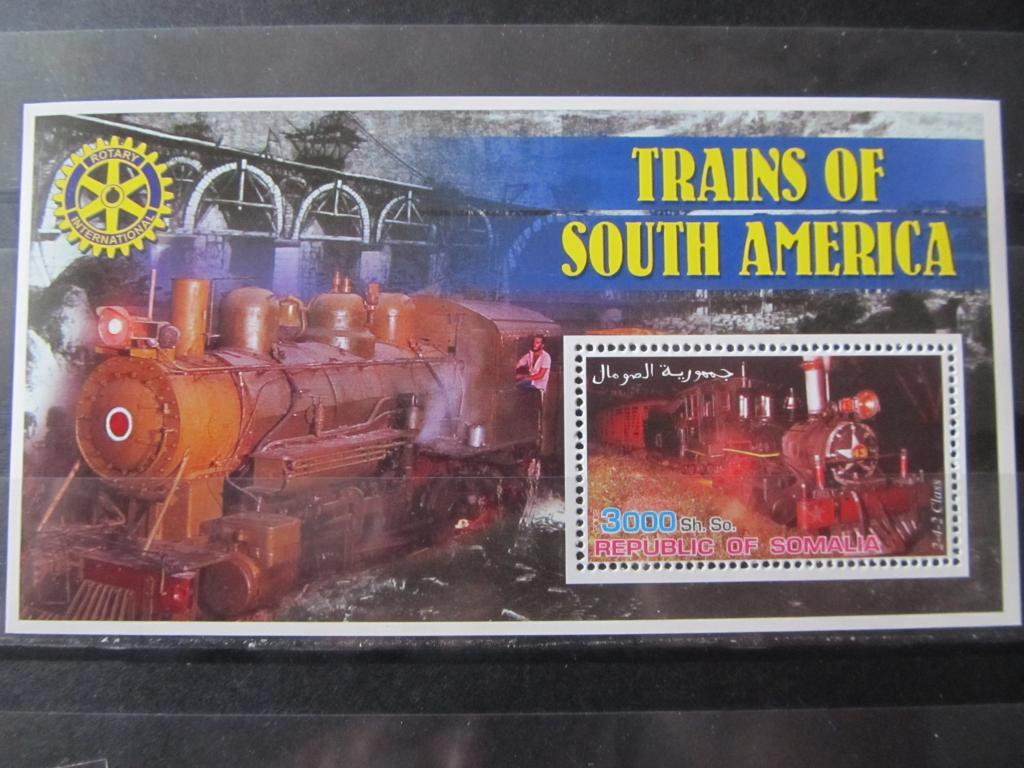 ROTARY
INTERNATIONAL
TRAINS OF
SOUTH AMERICA
جمهورية الصومال
3000 Sh. So.
REPUBLIC OF SOMALIA
2-4-2 Class